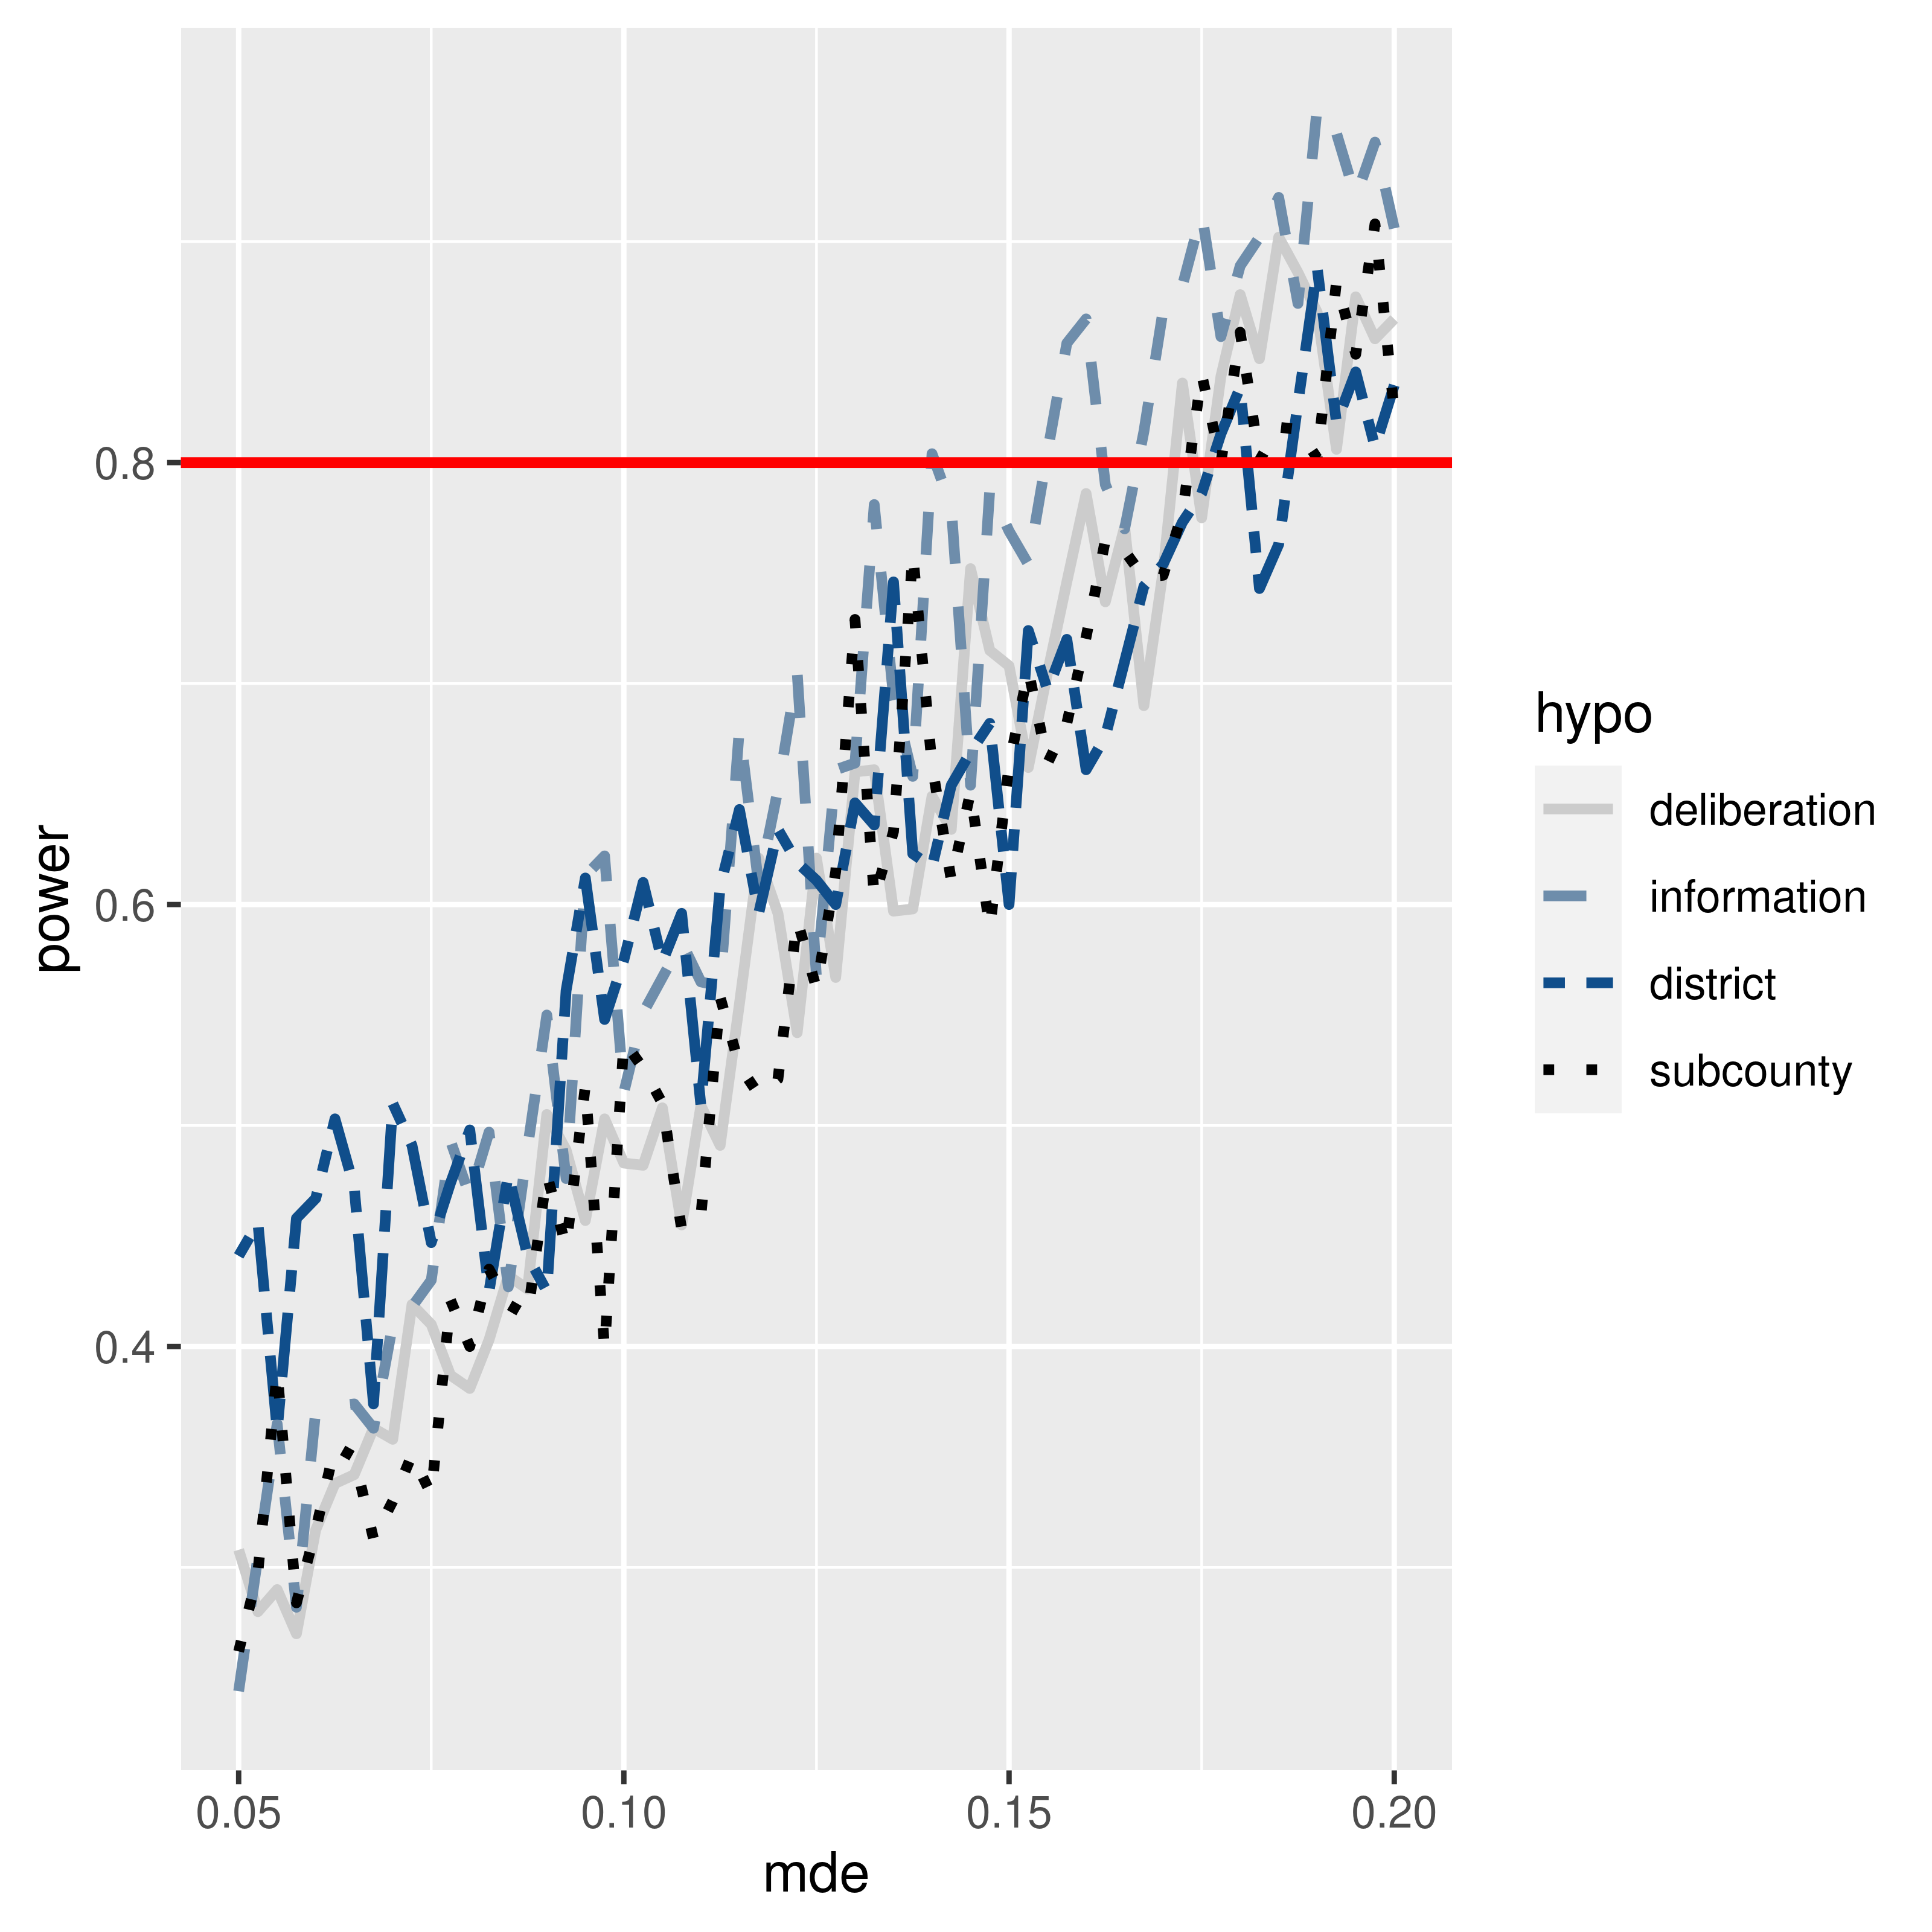 power
0.8
0.6
0.4
0.05
0.10
0.15
0.20
mde
hypo
deliberation
information
district
subcounty